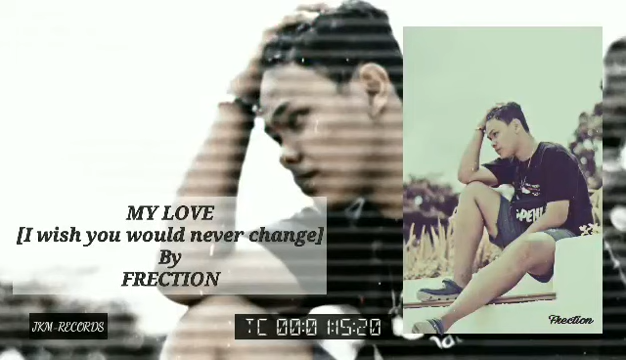 MY LOVE
[I wish you would never change]
By
FRECTION
JKM-RECORDS
TC 00:01:15:20
Frection